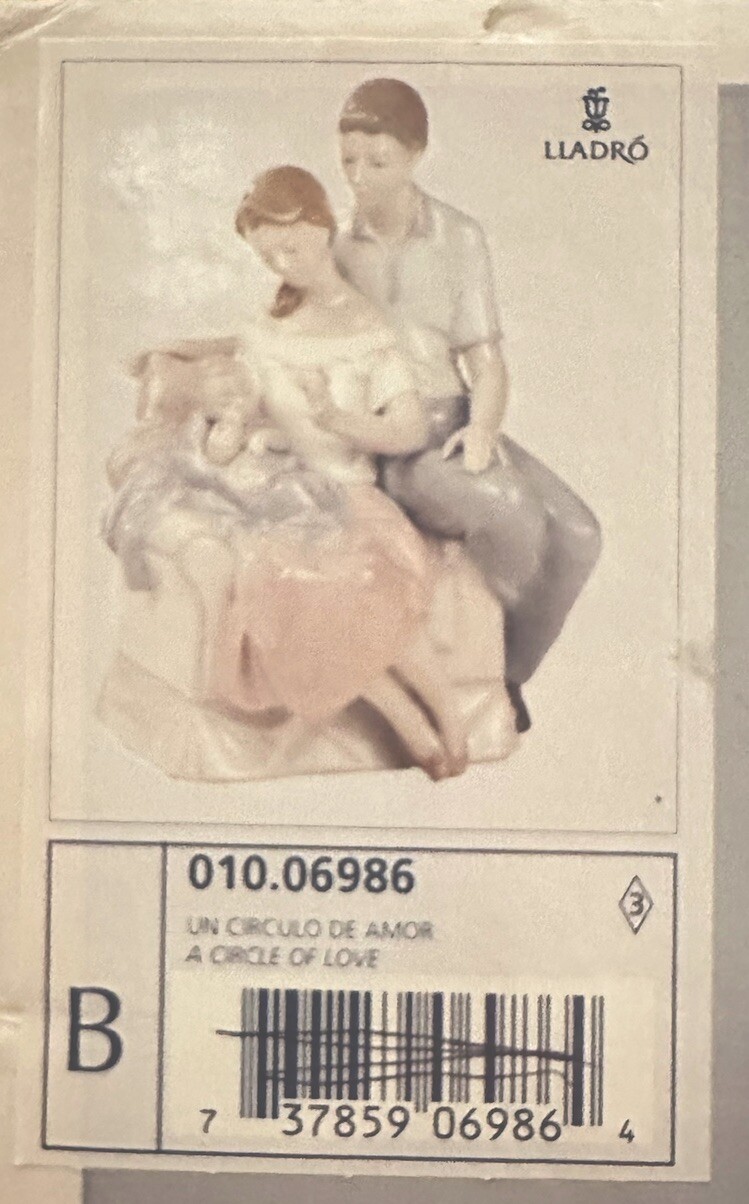 LLADRÓ
010.06986
3
UN CIRCULO DE AMOR
A CIRCLE OF LOVE
B
7 37859 06986 4